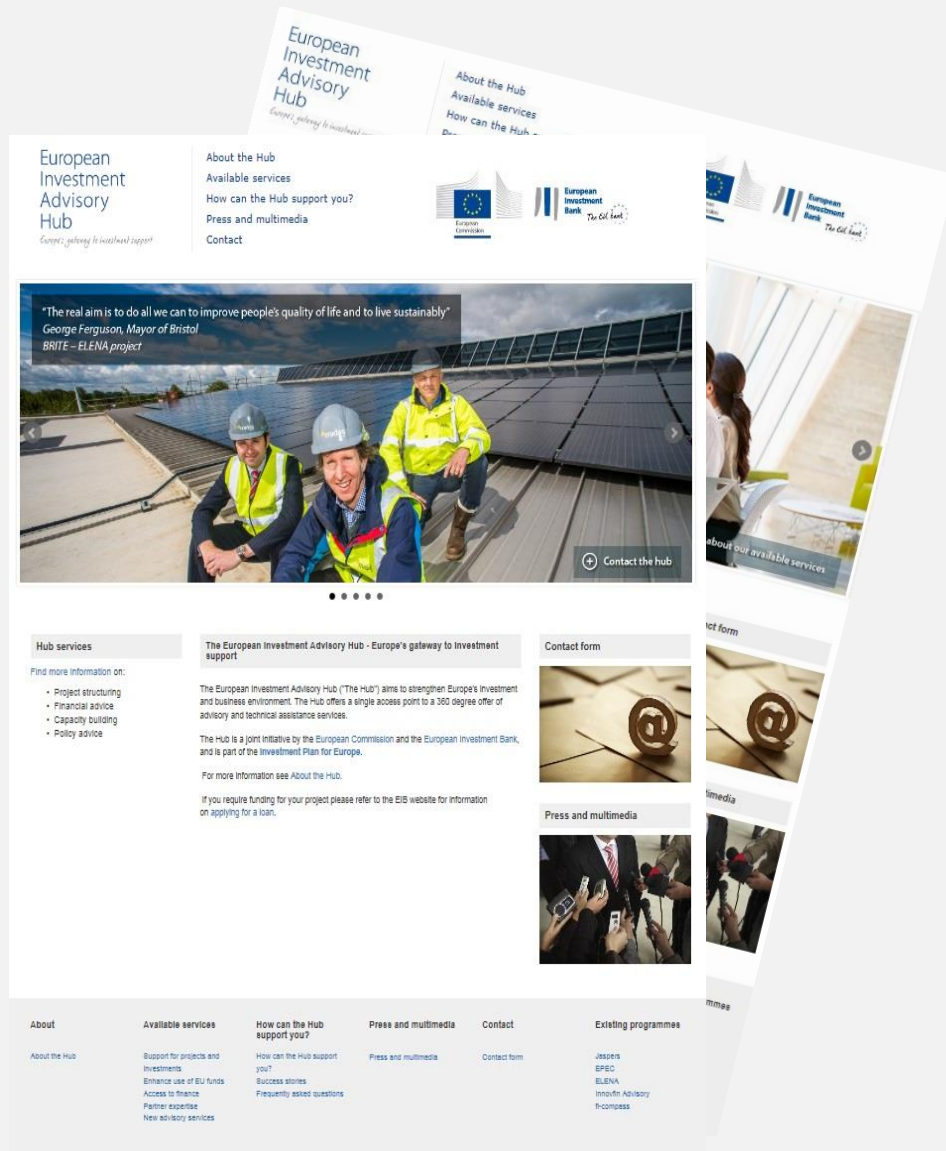 European
Investment
Advisory
Hub
Europe's gateway to investment
About the Hub
Available services
How can the Hub
European
Investment
Advisory
Hub
Europe's gateway to investment support
About the Hub
Available services
How can the Hub support you?
Press and multimedia
Contact
European
Commission
European
Investment
Bank
The EU bank
European
Investment
Bank
The EU bank
"The real aim is to do all we can to improve people's quality of life and to live sustainably"
George Ferguson, Mayor of Bristol
BRITE – ELENA project
Contact the hub
about our available services
Hub services
Find more information on:
• Project structuring
• Financial advice
• Capacity building
• Policy advice
The European Investment Advisory Hub - Europe's gateway to investment
support
The European Investment Advisory Hub ("The Hub") aims to strengthen Europe's investment
and business environment. The Hub offers a single access point to a 360 degree offer of
advisory and technical assistance services.
The Hub is a joint initiative by the European Commission and the European Investment Bank,
and is part of the Investment Plan for Europe.
For more information see About the Hub.
If you require funding for your project please refer to the EIB website for information
on applying for a loan.
Contact form
Press and multimedia
form
About
About the Hub
Available services
Support for projects and
investments
Enhance use of EU funds
Access to finance
Partner expertise
New advisory services
How can the Hub
support you?
How can the Hub support
you?
Success stories
Frequently asked questions
Press and multimedia
Press and multimedia
Contact
Contact form
Existing programmes
Jaspers
EPEC
ELENA
Innovfin Advisory
fi-compass